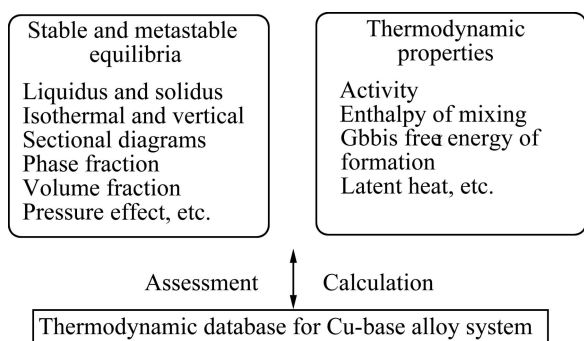 Stable and metastable
equilibria
Liquidus and solidus
Isothermal and vertical
Sectional diagrams
Phase fraction
Volume fraction
Pressure effect, etc.
Thermodynamic
properties
Activity
Enthalpy of mixing
Gbbis free energy of
formation
Latent heat, etc.
Assessment
Calculation
Thermodynamic database for Cu-base alloy system